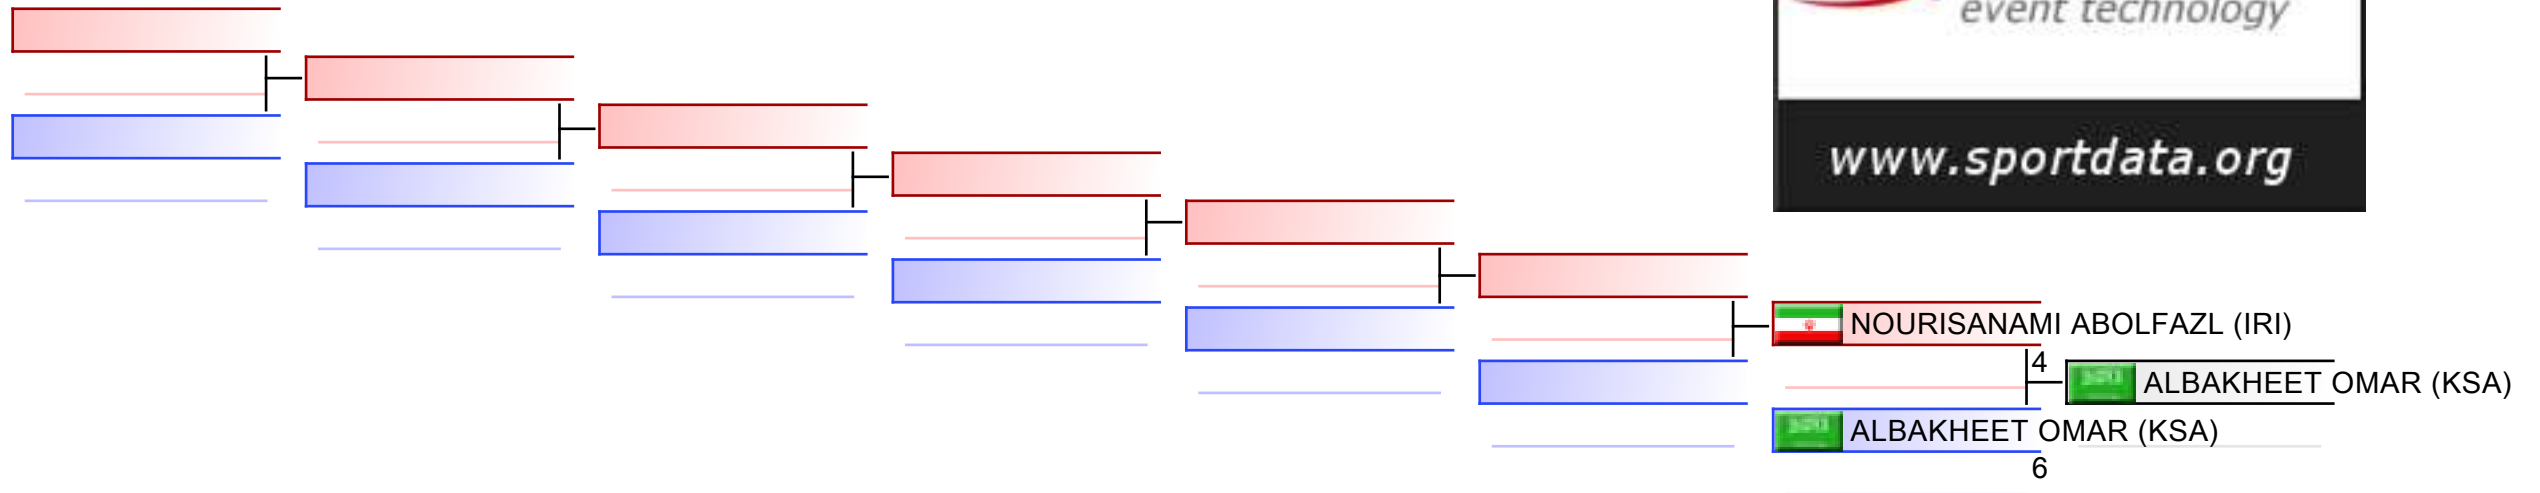 event technology
www.sportdata.org
NOURISANAMI ABOLFAZL (IRI)
4
ALBAKHEET OMAR (KSA)
ALBAKHEET OMAR (KSA)
6